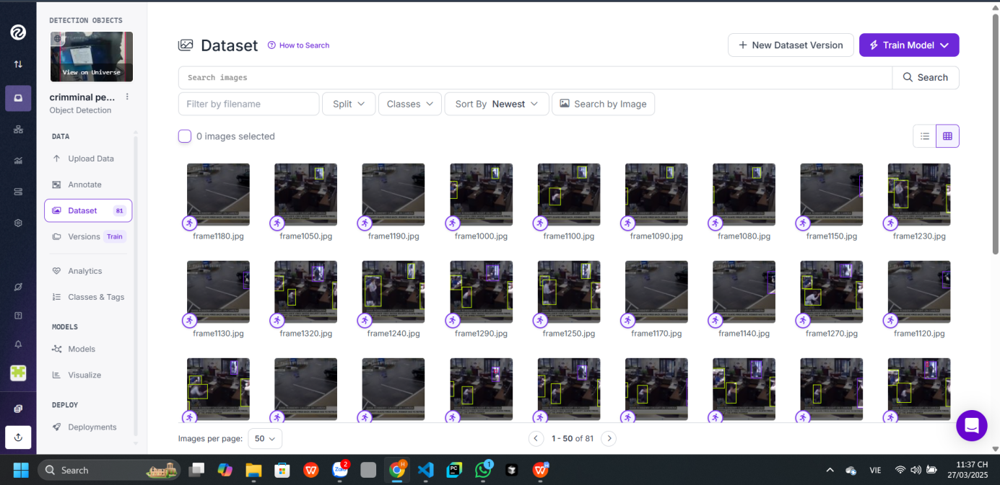 DETECTION OBJECTS
View on Universe
crimminal pe...
Object Detection
DATA
Upload Data
Annotate
Dataset 81
Versions Train
Analytics
Classes & Tags
MODELS
Models
Visualize
DEPLOY
Deployments
Dataset How to Search
New Dataset Version
Train Model
Search images
Search
Filter by filename
Split
Classes
Sort By Newest
Search by Image
0 images selected
frame1180.jpg
frame1050.jpg
frame1190.jpg
frame1000.jpg
frame1100.jpg
frame1090.jpg
frame1080.jpg
frame1150.jpg
frame1230.jpg
frame1130.jpg
frame1320.jpg
frame1240.jpg
frame1290.jpg
frame1250.jpg
frame1170.jpg
frame1140.jpg
frame1270.jpg
frame1120.jpg
Images per page: 50
1 - 50 of 81
Search
Zalo 2
H
PC
1
VIE
11:37 CH
27/03/2025